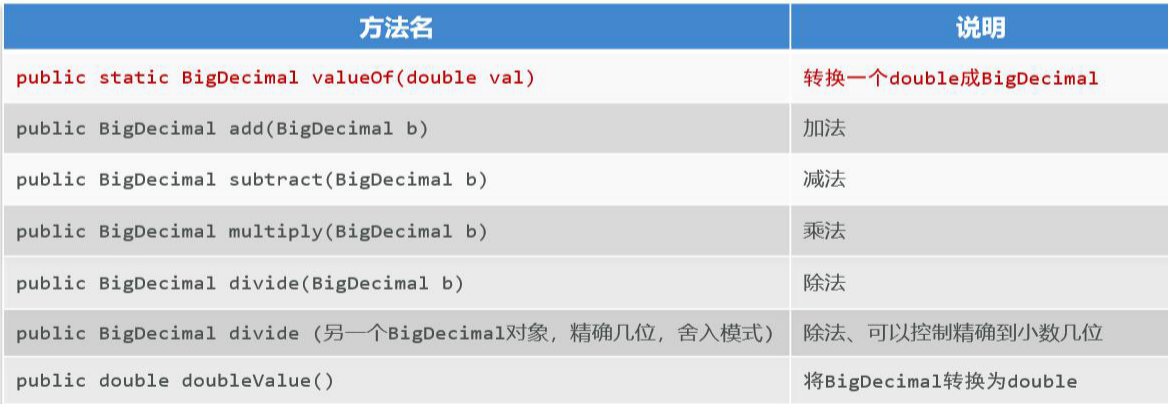 方法名 说明
public static BigDecimal valueOf(double val) 转换一个double成BigDecimal
public BigDecimal add(BigDecimal b) 加法
public BigDecimal subtract(BigDecimal b) 减法
public BigDecimal multiply(BigDecimal b) 乘法
public BigDecimal divide(BigDecimal b) 除法
public BigDecimal divide (另一个BigDecimal对象，精确几位，舍入模式) 除法、可以控制精确到小数几位
public double doubleValue() 将BigDecimal转换为double